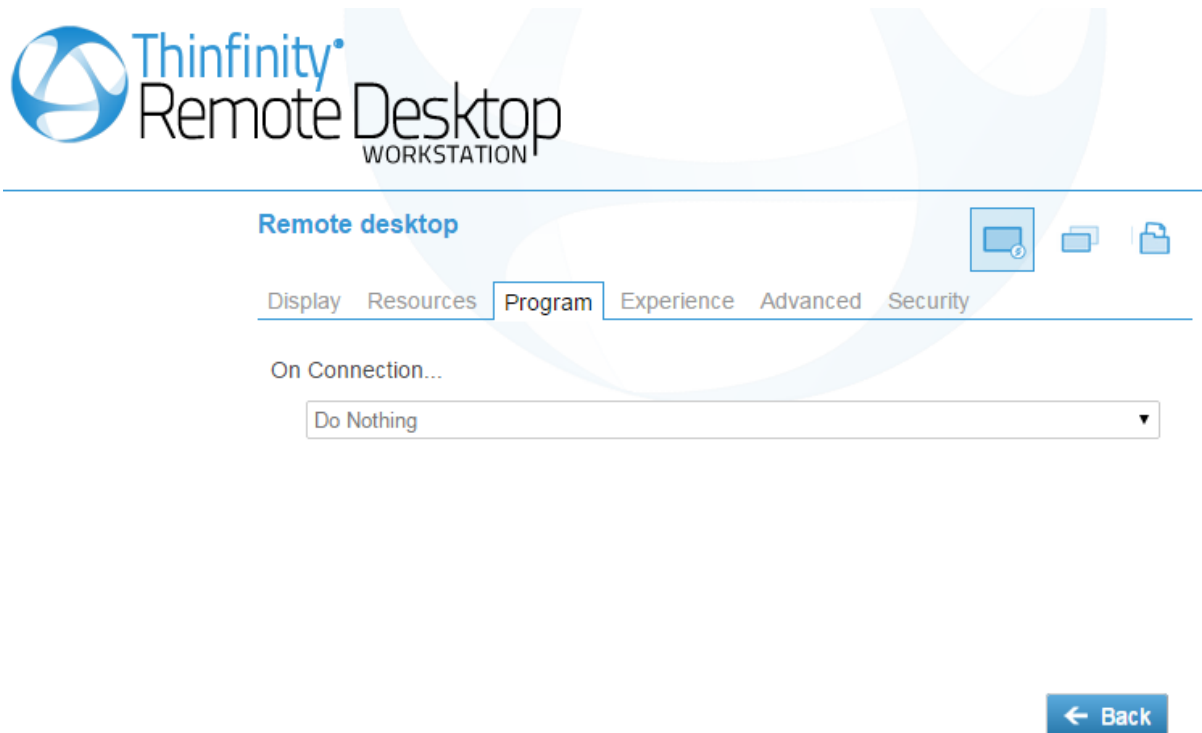 Thinfinity®
Remote Desktop
WORKSTATION
Remote desktop
Display Resources Program Experience Advanced Security
On Connection...
Do Nothing
Back